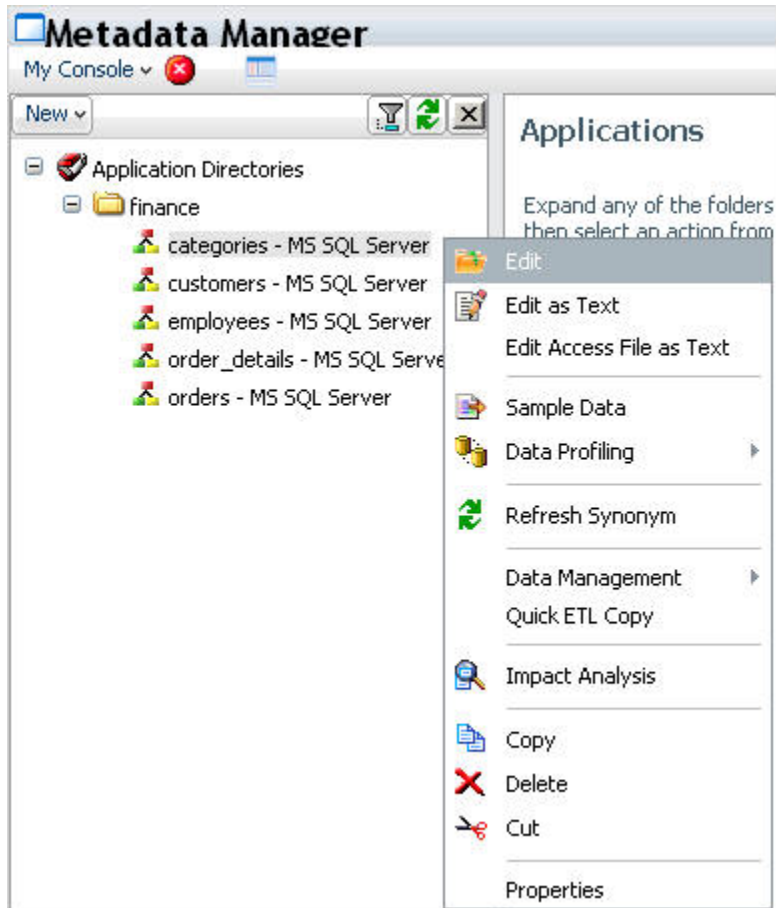 Metadata Manager
My Console
New
Applications
Application Directories
finance
Expand any of the folders
then select an action from
categories - MS SQL Server
customers - MS SQL Server
employees - MS SQL Server
order_details - MS SQL Serve
orders - MS SQL Server
Edit
Edit as Text
Edit Access File as Text
Sample Data
Data Profiling
Refresh Synonym
Data Management
Quick ETL Copy
Impact Analysis
Copy
Delete
Cut
Properties